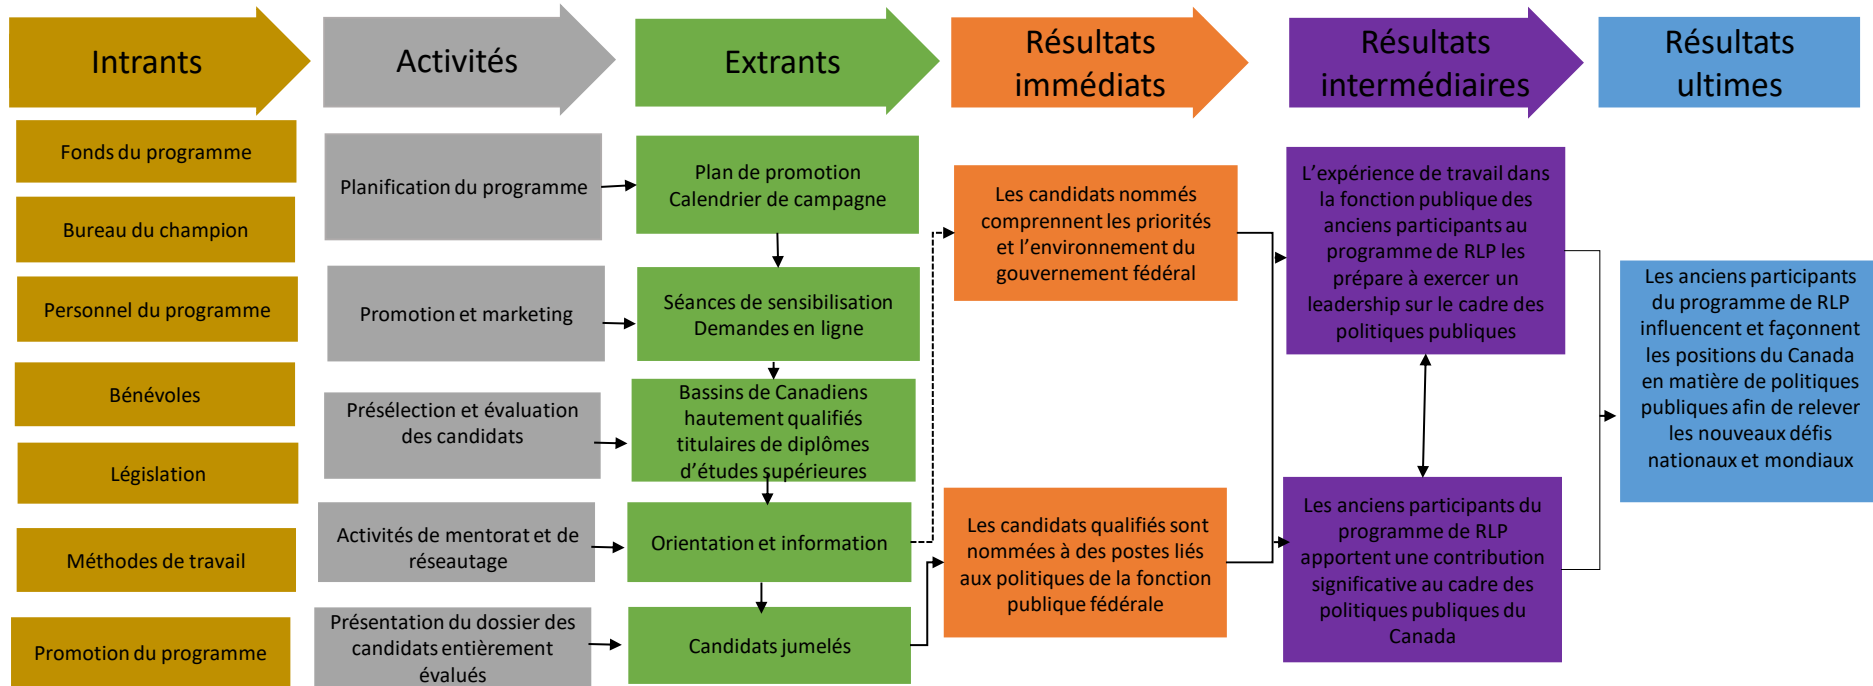 Intrants
Activités
Extrants
Résultats
immédiats
Résultats
intermédiaires
Résultats
ultimes
Fonds du programme
Bureau du champion
Personnel du programme
Bénévoles
Législation
Méthodes de travail
Promotion du programme
Planification du programme
Promotion et marketing
Présélection et évaluation
des candidats
Activités de mentorat et de
réseautage
Présentation du dossier des
candidats entièrement
évalués
Plan de promotion
Calendrier de campagne
Séances de sensibilisation
Demandes en ligne
Bassins de Canadiens
hautement qualifiés
titulaires de diplômes
d'études supérieures
Orientation et information
Candidats jumelés
Les candidats nommés
comprennent les priorités
et l'environnement du
gouvernement fédéral
Les candidats qualifiés sont
nommées à des postes liés
aux politiques de la fonction
publique fédérale
L'expérience de travail dans
la fonction publique des
anciens participants au
programme de RLP les
prépare à exercer un
leadership sur le cadre des
politiques publiques
Les anciens participants du
programme de RLP
apportent une contribution
significative au cadre des
politiques publiques du
Canada
Les anciens participants
du programme de RLP
influencent et façonnent
les positions du Canada
en matière de politiques
publiques afin de relever
les nouveaux défis
nationaux et mondiaux